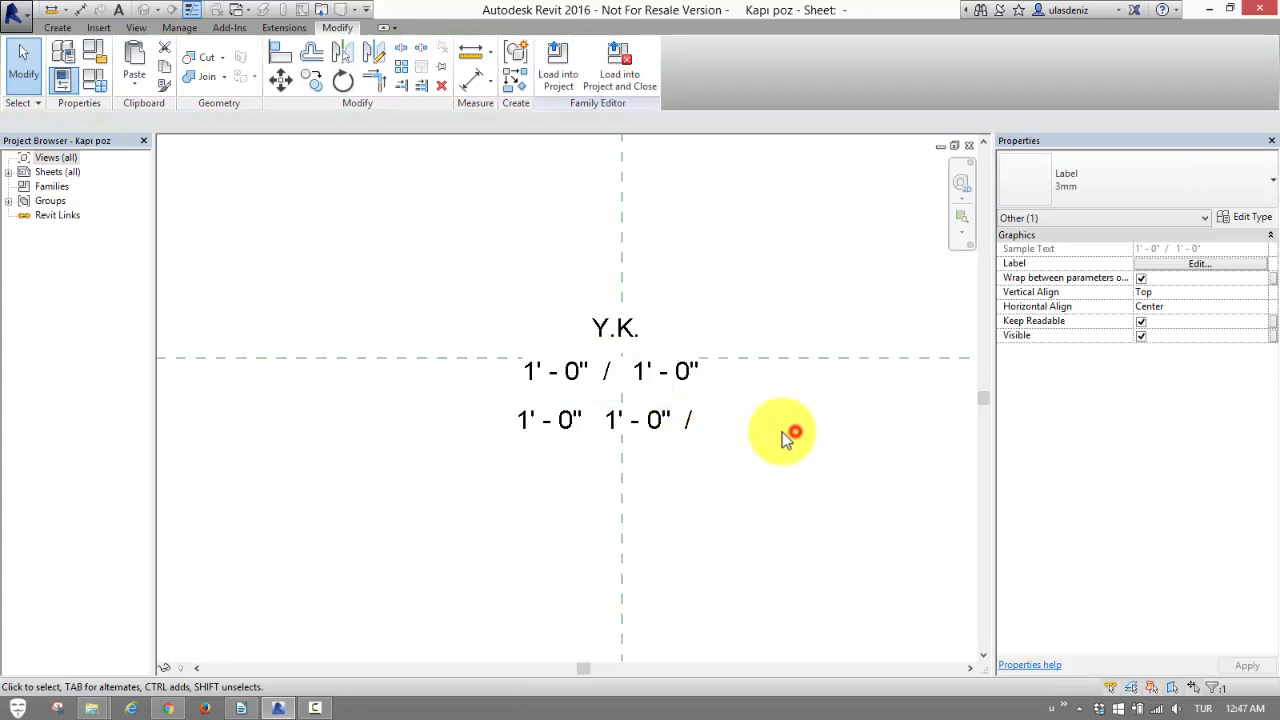 Autodesk Revit 2016 - Not For Resale Version - Kapı poz - Sheet: -
ulasdeniz
Create Insert View Manage Add-Ins Extensions Modify
Modify
Paste
Cut
Join
Load into Project
Load into Project and Close
Select Properties Clipboard Geometry Modify Measure Create Family Editor
Project Browser - Kapı poz
Views (all)
Sheets (all)
Families
Groups
Revit Links
Y.K.
1' - 0" / 1' - 0"
1' - 0" 1' - 0" /
Properties
Label
3mm
Other (1)
Edit Type
Graphics
Sample Text 1' - 0" / 1' - 0"
Label Edit...
Wrap between parameters o...
Vertical Align Top
Horizontal Align Center
Keep Readable
Visible
Properties help
Apply
Click to select, TAB for alternates, CTRL adds, SHIFT unselects.
:1
TUR
12:47 AM